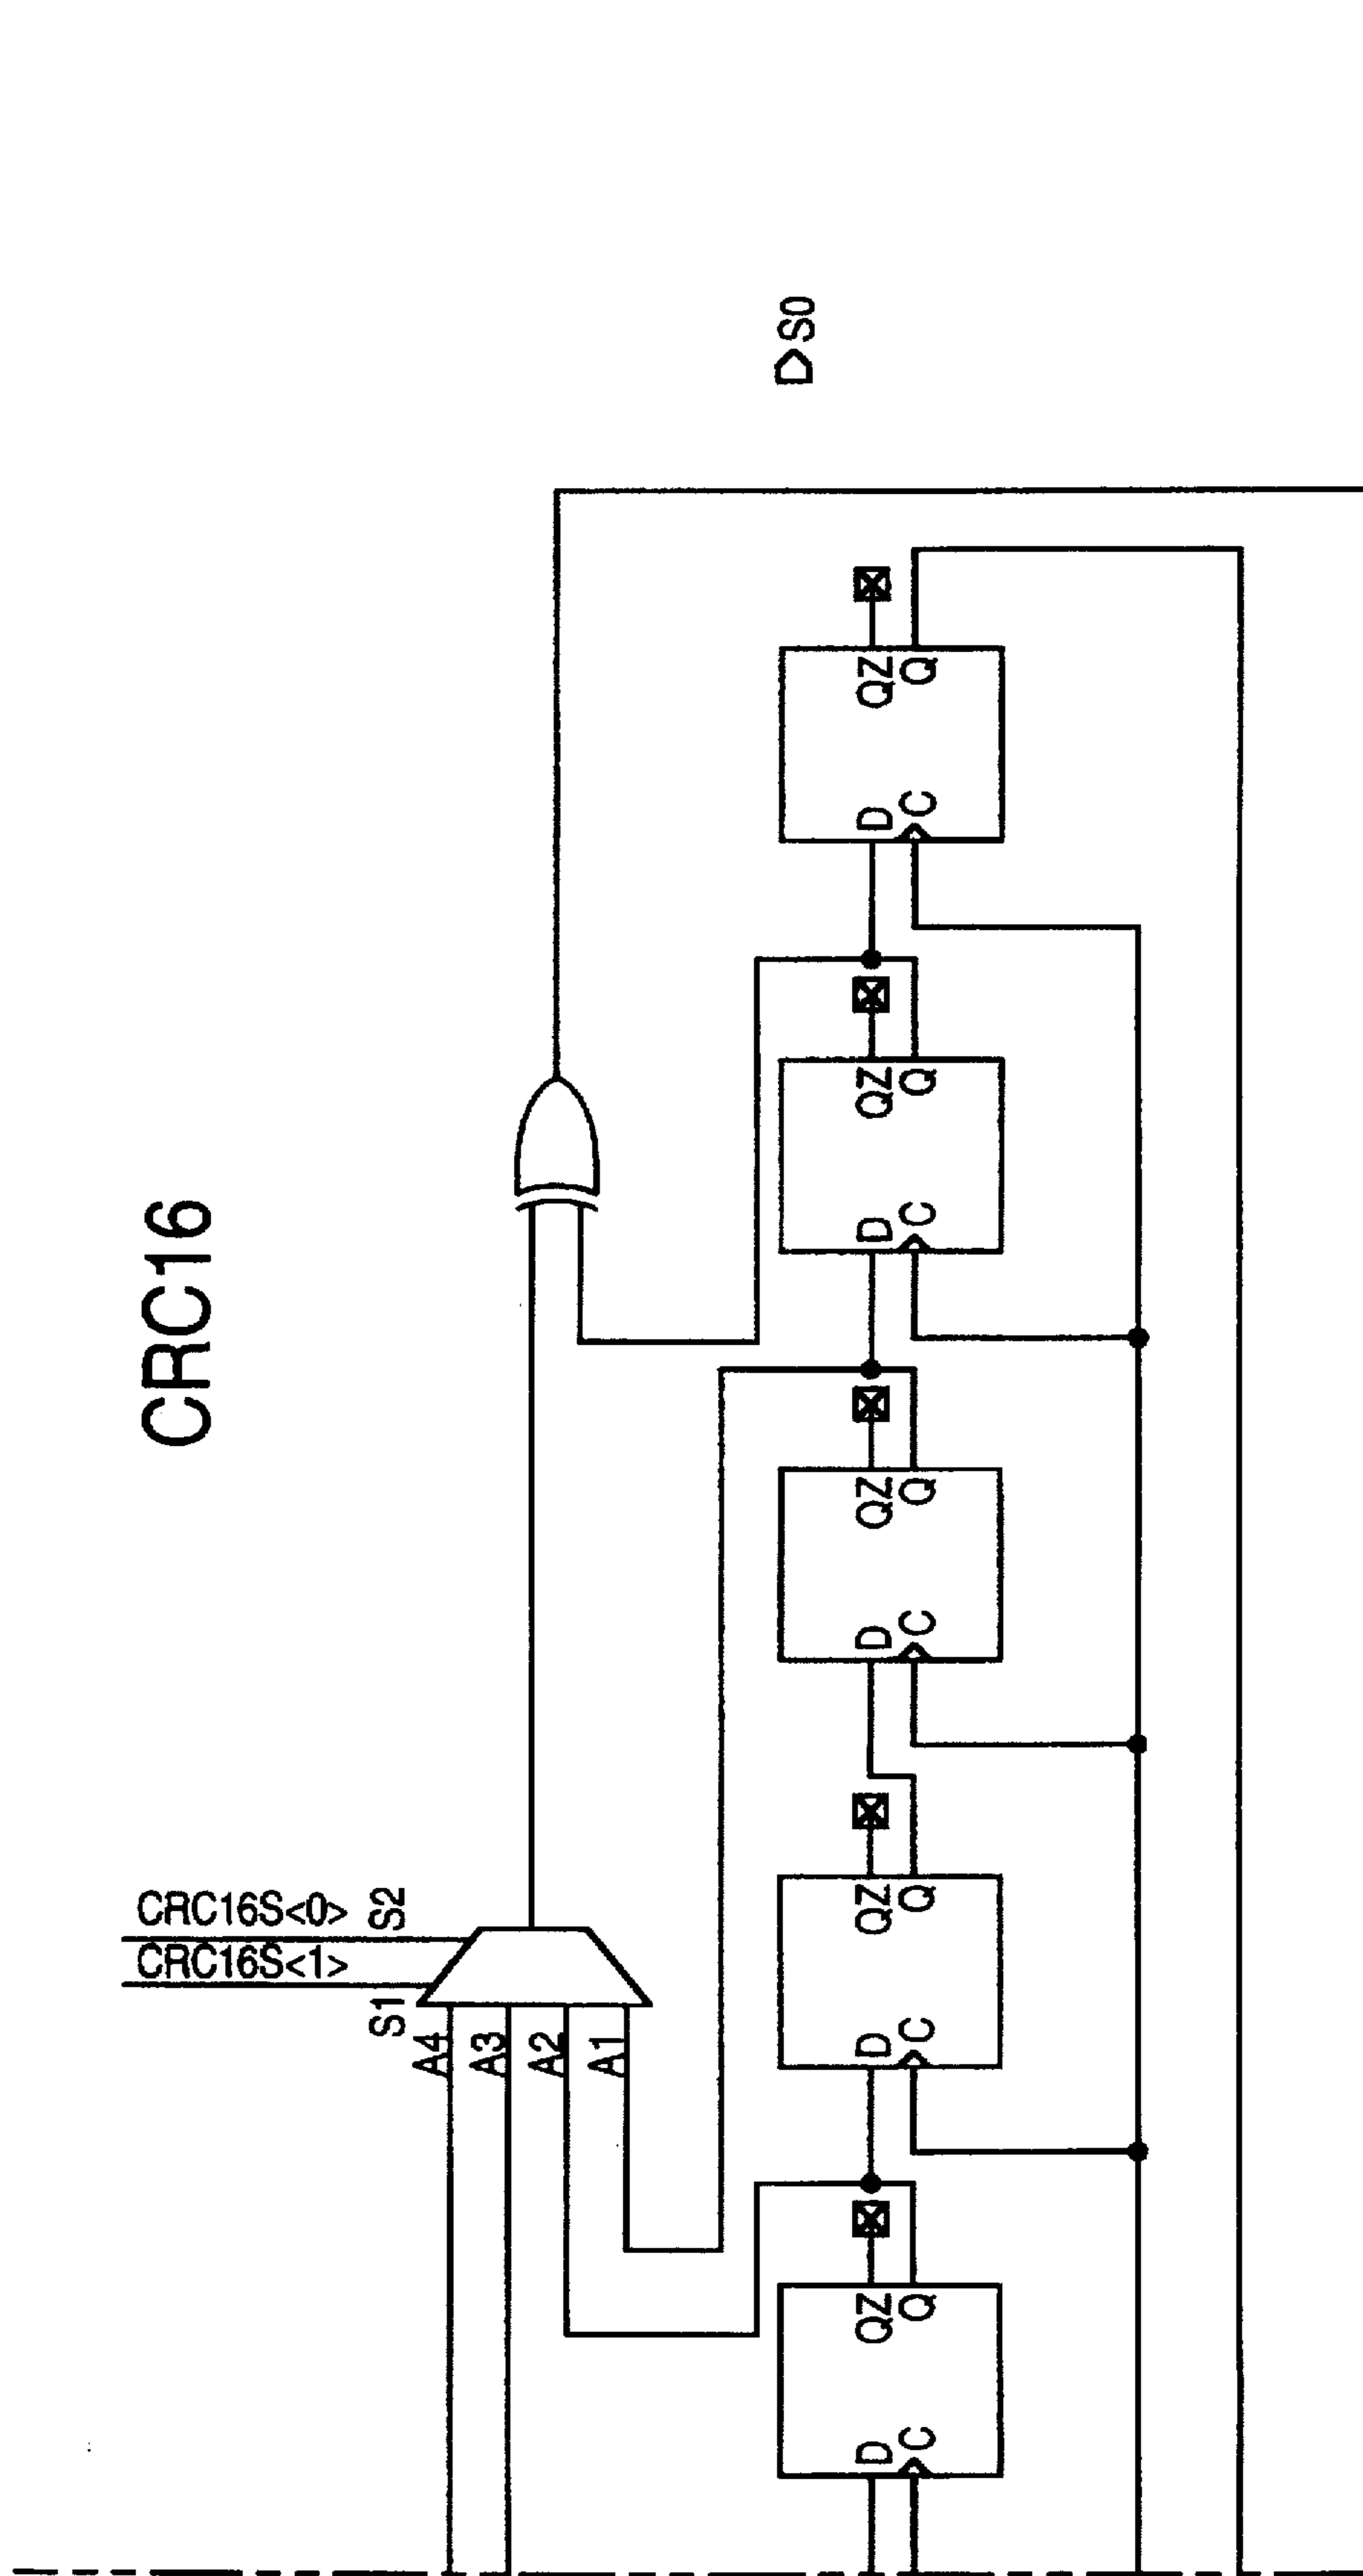 CRC16
S0
CRC16S<0>
S2
CRC16S<1>
S1
A4
A3
A2
A1
D
C
QZ
Q
D
C
QZ
Q
D
C
QZ
Q
D
C
QZ
Q
D
C
QZ
Q